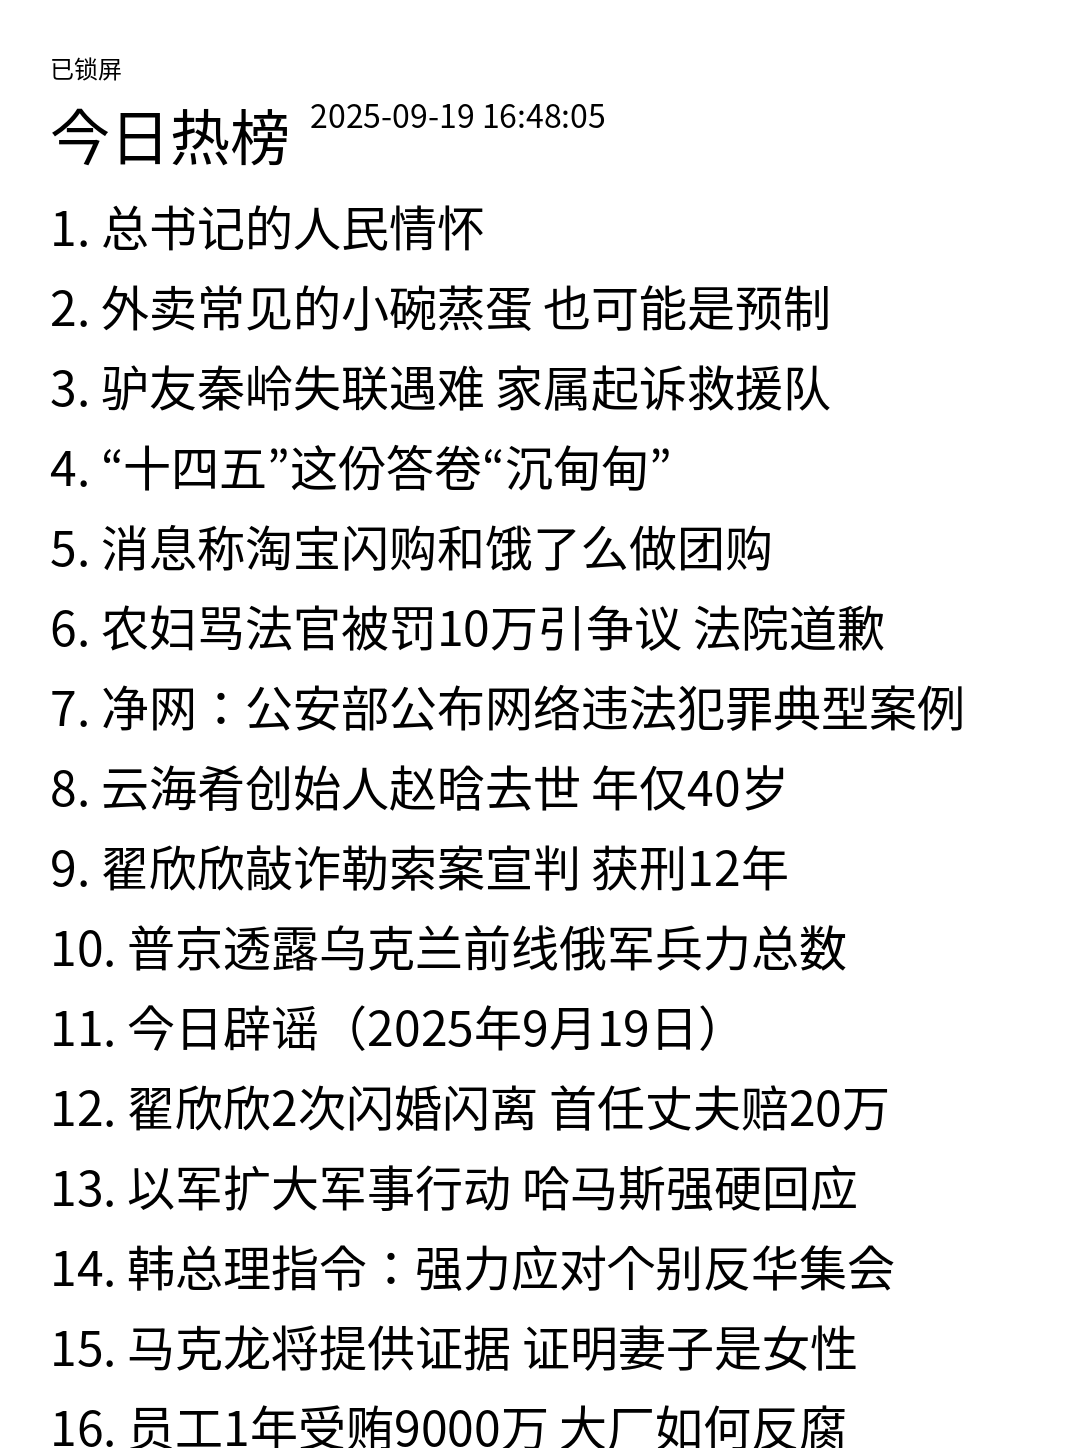 已锁屏
今日热榜 2025-09-19 16:48:05
1. 总书记的人民情怀
2. 外卖常见的小碗蒸蛋 也可能是预制
3. 驴友秦岭失联遇难 家属起诉救援队
4. “十四五”这份答卷“沉甸甸”
5. 消息称淘宝闪购和饿了么做团购
6. 农妇骂法官被罚10万引争议 法院道歉
7. 净网：公安部公布网络违法犯罪典型案例
8. 云海肴创始人赵晗去世 年仅40岁
9. 翟欣欣敲诈勒索案宣判 获刑12年
10. 普京透露乌克兰前线俄军兵力总数
11. 今日辟谣（2025年9月19日）
12. 翟欣欣2次闪婚闪离 首任丈夫赔20万
13. 以军扩大军事行动 哈马斯强硬回应
14. 韩总理指令：强力应对个别反华集会
15. 马克龙将提供证据 证明妻子是女性
16. 员工1年受贿9000万 大厂如何反腐